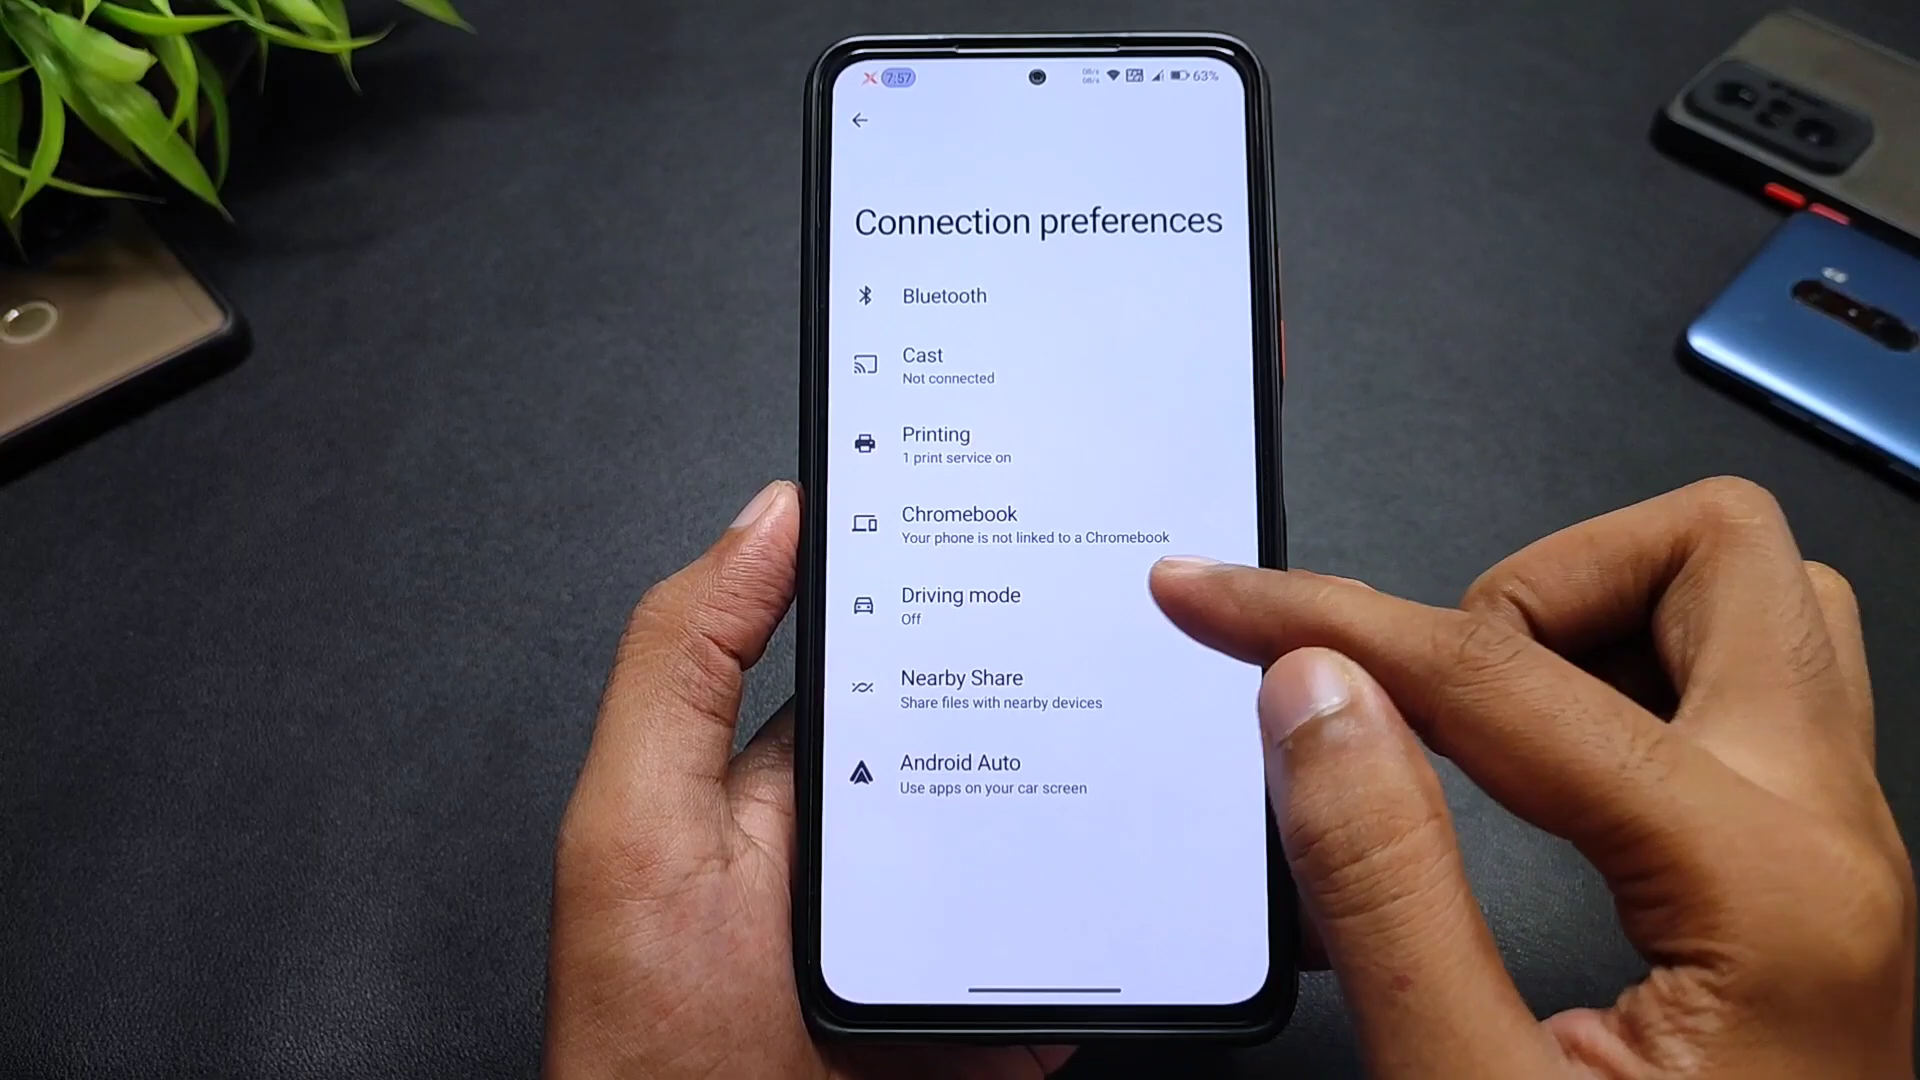 7:57
0B/s
0B/s
63%
Connection preferences
Bluetooth
Cast
Not connected
Printing
1 print service on
Chromebook
Your phone is not linked to a Chromebook
Driving mode
Off
Nearby Share
Share files with nearby devices
Android Auto
Use apps on your car screen